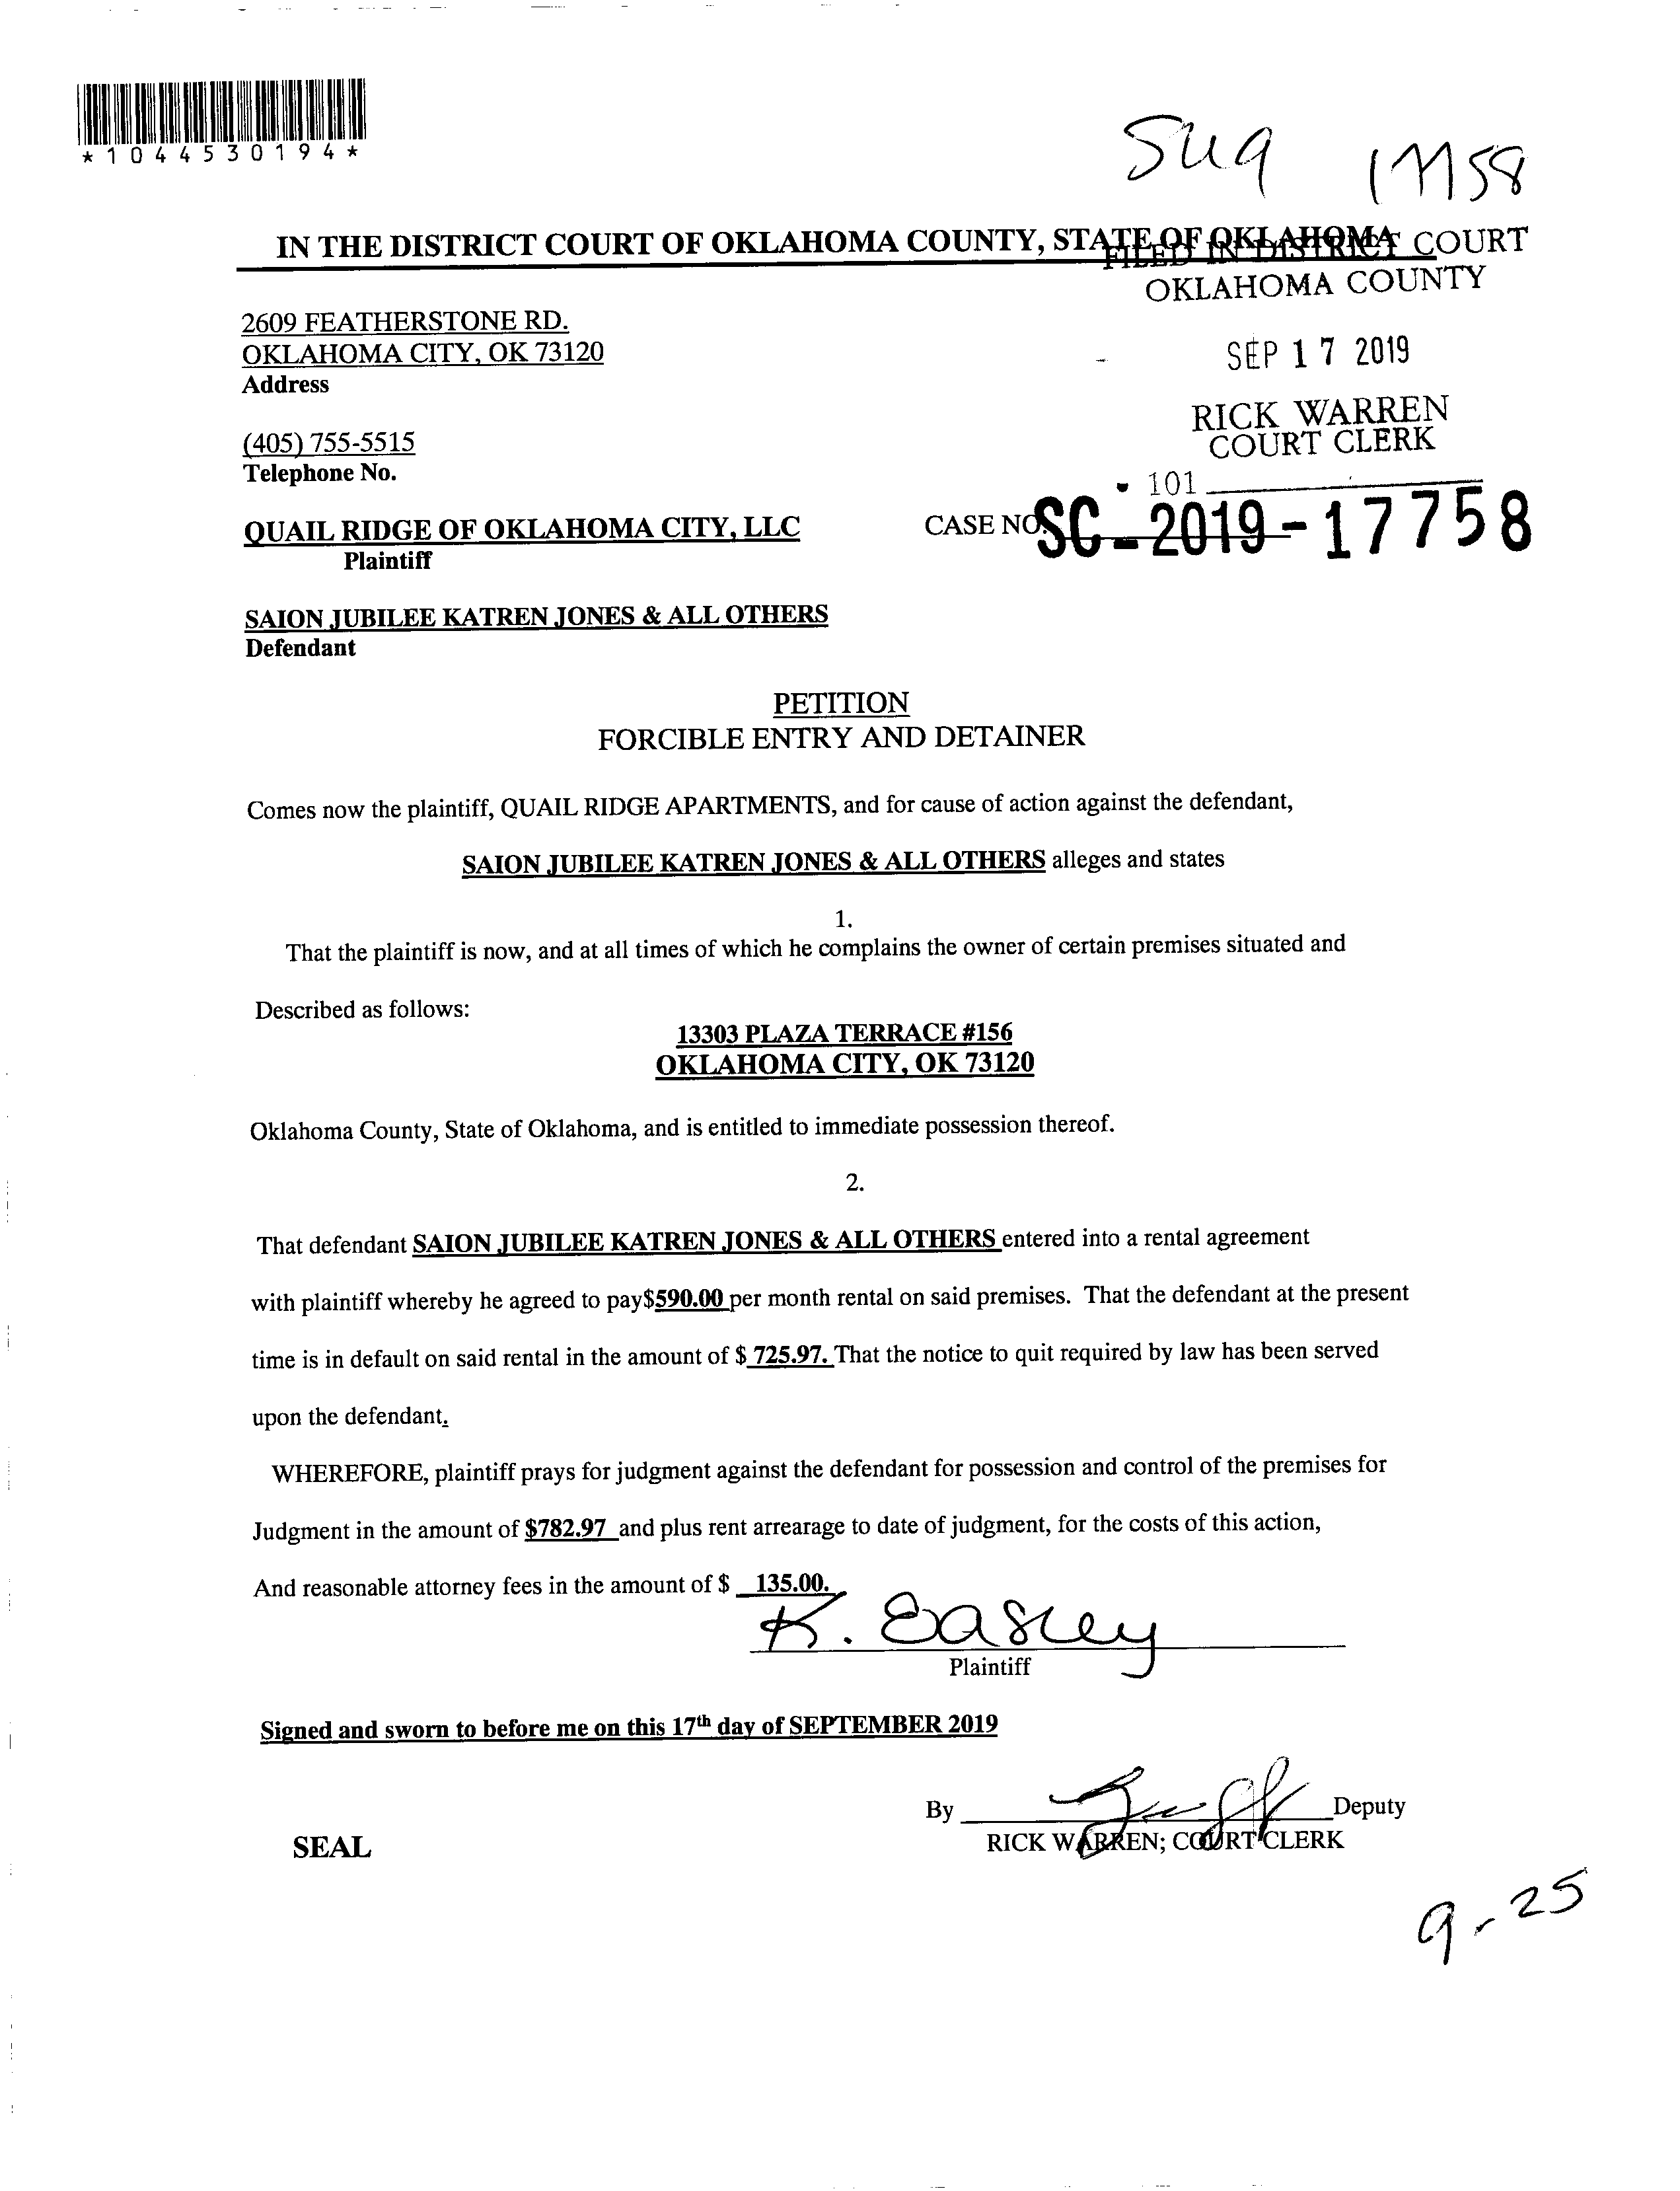 *1044530194*
IN THE DISTRICT COURT OF OKLAHOMA COUNTY, STATE OF OKLAHOMA
FILED IN DISTRICT COURT
OKLAHOMA COUNTY
2609 FEATHERSTONE RD.
OKLAHOMA CITY, OK 73120
Address
SEP 17 2019
RICK WARREN
COURT CLERK
(405) 755-5515
Telephone No.
101
QUAIL RIDGE OF OKLAHOMA CITY, LLC
Plaintiff
CASE NO. SC-2019-17758
SAION JUBILEE KATREN JONES & ALL OTHERS
Defendant
PETITION
FORCIBLE ENTRY AND DETAINER
Comes now the plaintiff, QUAIL RIDGE APARTMENTS, and for cause of action against the defendant,
SAION JUBILEE KATREN JONES & ALL OTHERS alleges and states
1.
That the plaintiff is now, and at all times of which he complains the owner of certain premises situated and
Described as follows:
13303 PLAZA TERRACE #156
OKLAHOMA CITY, OK 73120
Oklahoma County, State of Oklahoma, and is entitled to immediate possession thereof.
2.
That defendant SAION JUBILEE KATREN JONES & ALL OTHERS entered into a rental agreement
with plaintiff whereby he agreed to pay$590.00 per month rental on said premises. That the defendant at the present
time is in default on said rental in the amount of $ 725.97. That the notice to quit required by law has been served
upon the defendant.
WHEREFORE, plaintiff prays for judgment against the defendant for possession and control of the premises for
Judgment in the amount of $782.97 and plus rent arrearage to date of judgment, for the costs of this action,
And reasonable attorney fees in the amount of $ 135.00.
K. Easley
Plaintiff
Signed and sworn to before me on this 17th day of SEPTEMBER 2019
By Deputy
RICK WARREN; COURT CLERK
SEAL
9-25